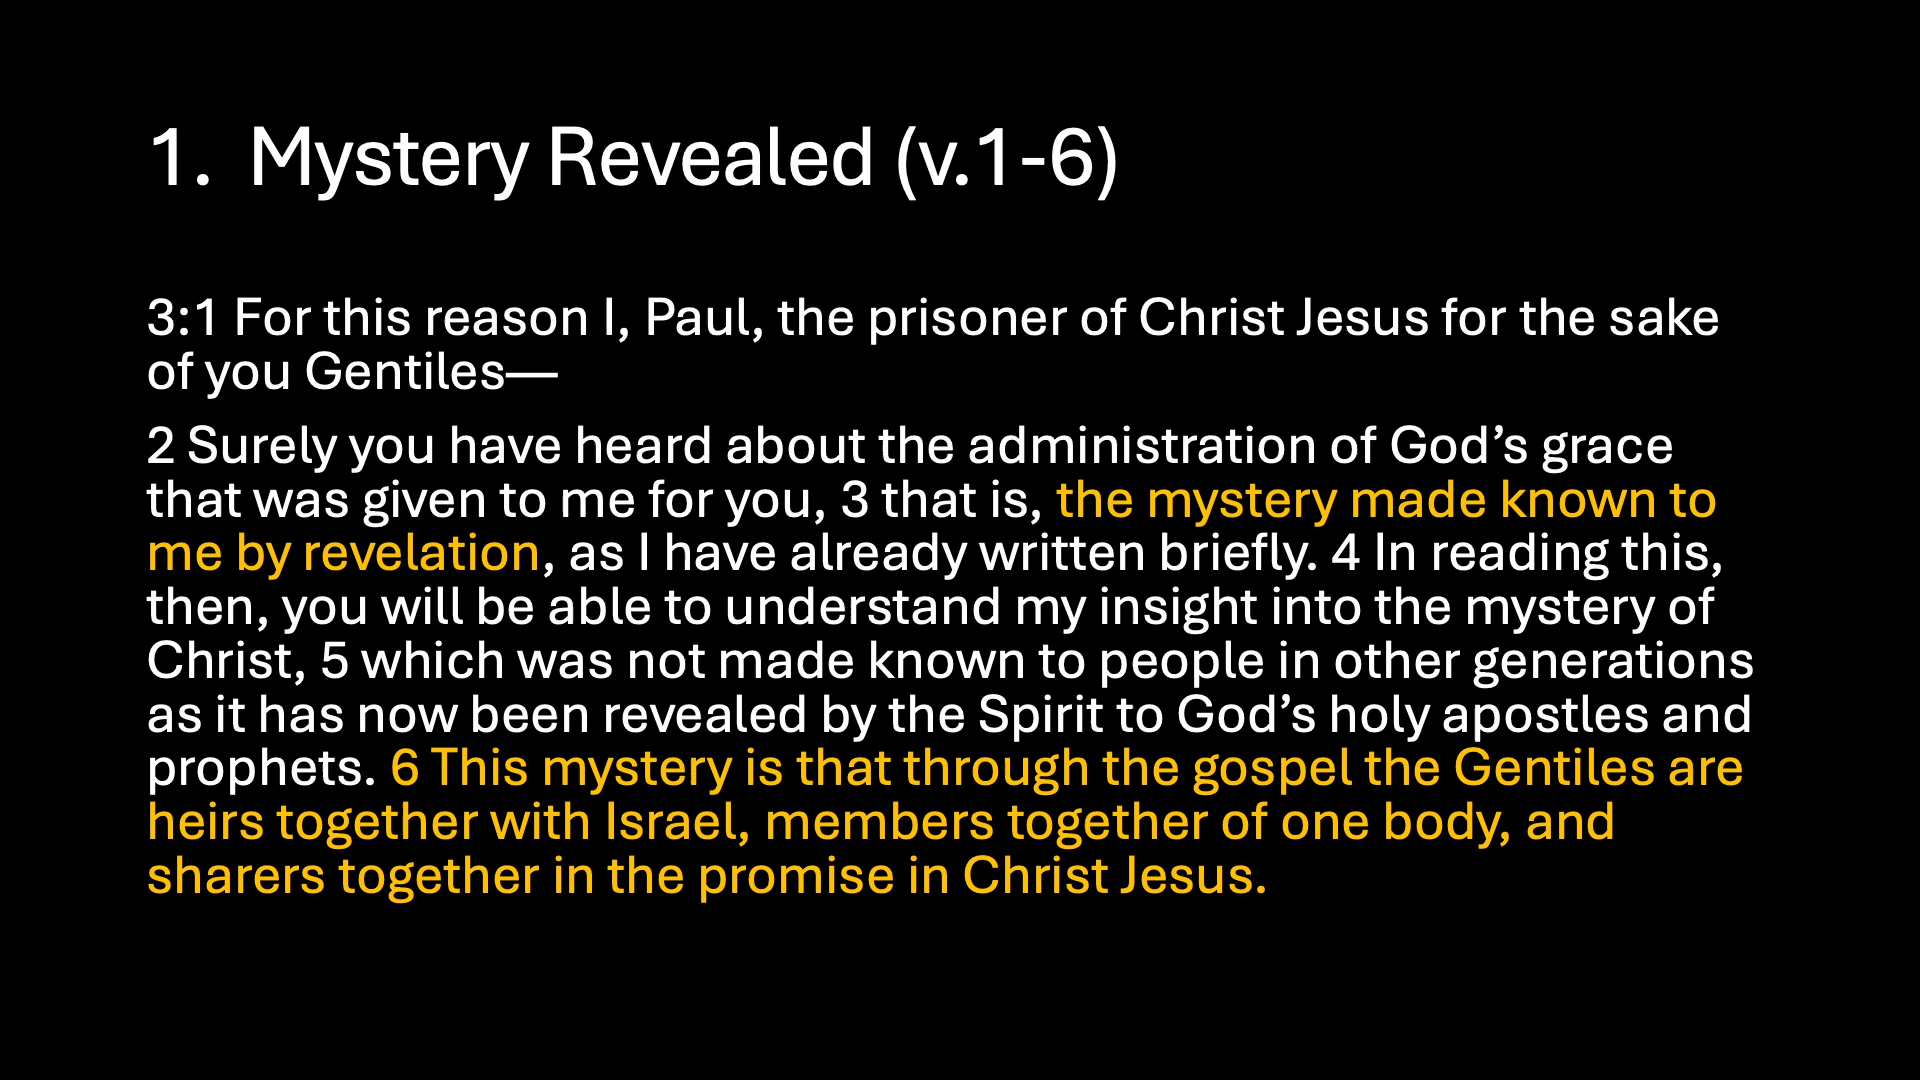 1. Mystery Revealed (v.1-6)
3:1 For this reason I, Paul, the prisoner of Christ Jesus for the sake
of you Gentiles—
2 Surely you have heard about the administration of God’s grace
that was given to me for you, 3 that is, the mystery made known to
me by revelation, as I have already written briefly. 4 In reading this,
then, you will be able to understand my insight into the mystery of
Christ, 5 which was not made known to people in other generations
as it has now been revealed by the Spirit to God’s holy apostles and
prophets. 6 This mystery is that through the gospel the Gentiles are
heirs together with Israel, members together of one body, and
sharers together in the promise in Christ Jesus.